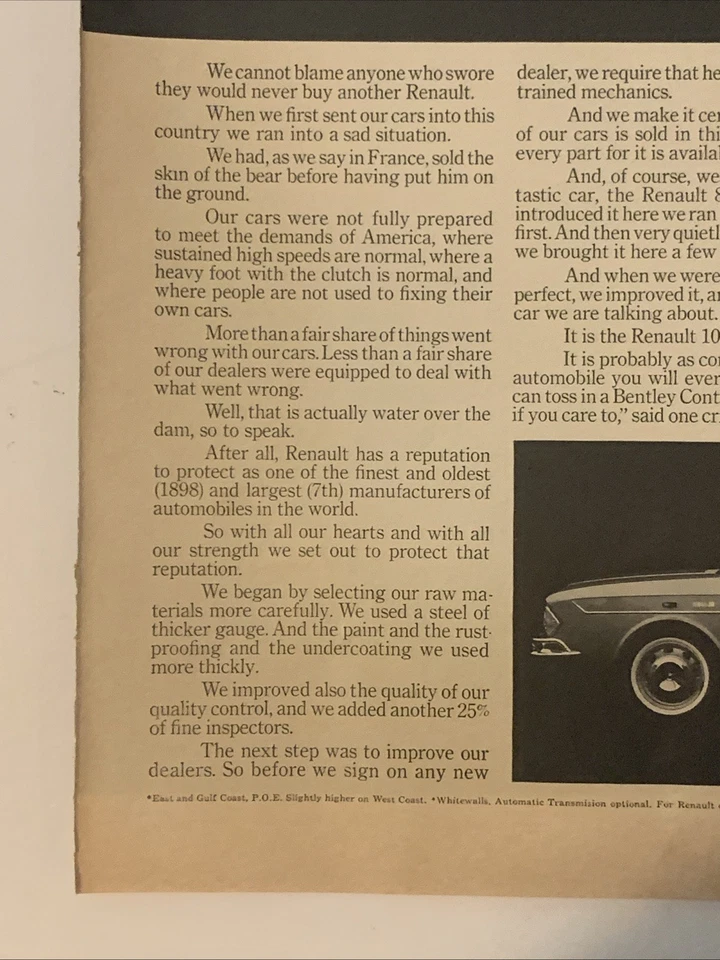 We cannot blame anyone who swore
they would never buy another Renault.
When we first sent our cars into this
country we ran into a sad situation.
We had, as we say in France, sold the
skin of the bear before having put him on
the ground.
Our cars were not fully prepared
to meet the demands of America, where
sustained high speeds are normal, where a
heavy foot with the clutch is normal, and
where people are not used to fixing their
own cars.
More than a fair share of things went
wrong with our cars. Less than a fair share
of our dealers were equipped to deal with
what went wrong.
Well, that is actually water over the
dam, so to speak.
After all, Renault has a reputation
to protect as one of the finest and oldest
(1898) and largest (7th) manufacturers of
automobiles in the world.
So with all our hearts and with all
our strength we set out to protect that
reputation.
We began by selecting our raw ma-
terials more carefully. We used a steel of
thicker gauge. And the paint and the rust-
proofing and the undercoating we used
more thickly.
We improved also the quality of our
quality control, and we added another 25%
of fine inspectors.
The next step was to improve our
dealers. So before we sign on any new
dealer, we require that he
trained mechanics.
And we make it cer
of our cars is sold in thi
every part for it is availa
And, of course, we
tastic car, the Renault 8
introduced it here we ran
first. And then very quietl
we brought it here a few
And when we were
perfect, we improved it, a
car we are talking about.
It is the Renault 10
It is probably as co
automobile you will ever
can toss in a Bentley Cont
if you care to,” said one cr
*East and Gulf Coast, P.O.E. Slightly higher on West Coast. *Whitewalls, Automatic Transmision optional. For Renault